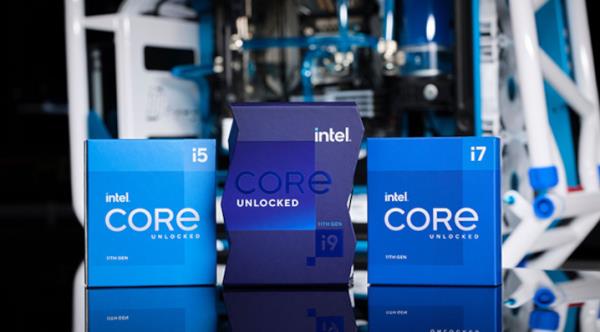 i5
intel.
CORE
UNLOCKED
11TH GEN
intel.
CORE
UNLOCKED
11TH GEN
i9
i7
intel.
CORE
UNLOCKED
11TH GEN